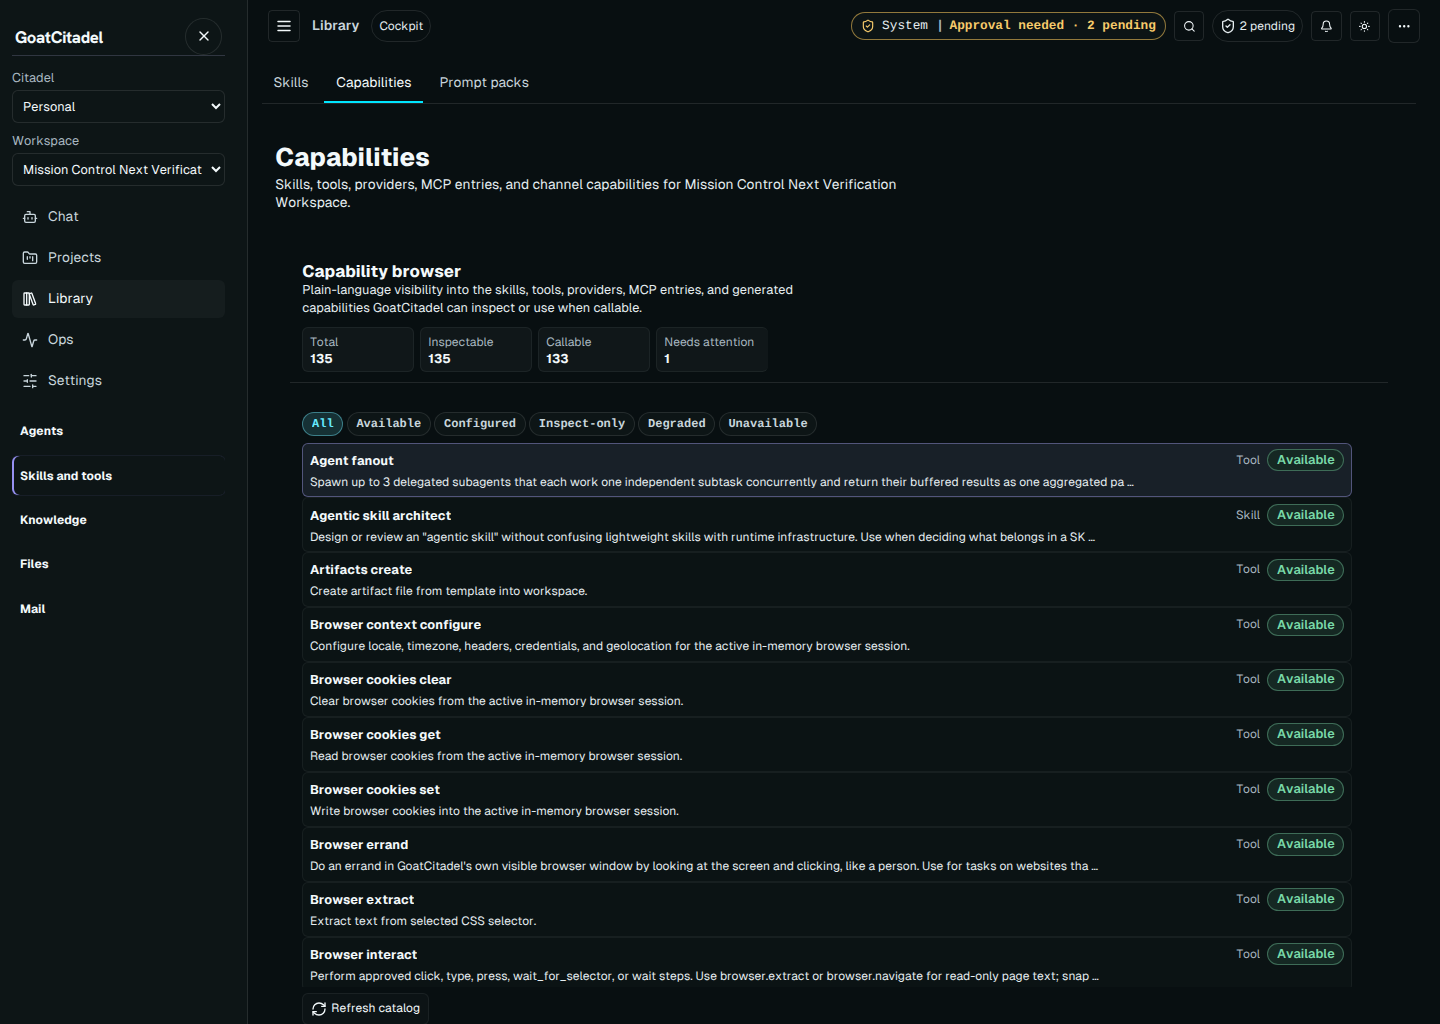 GoatCitadel
Citadel
Personal
Workspace
Mission Control Next Verificat
Chat
Projects
Library
Ops
Settings
Agents
Skills and tools
Knowledge
Files
Mail
Library
Cockpit
System | Approval needed · 2 pending
2 pending
Skills
Capabilities
Prompt packs
Capabilities
Skills, tools, providers, MCP entries, and channel capabilities for Mission Control Next Verification
Workspace.
Capability browser
Plain-language visibility into the skills, tools, providers, MCP entries, and generated
capabilities GoatCitadel can inspect or use when callable.
Total
135
Inspectable
135
Callable
133
Needs attention
1
All
Available
Configured
Inspect-only
Degraded
Unavailable
Agent fanout
Tool
Available
Spawn up to 3 delegated subagents that each work one independent subtask concurrently and return their buffered results as one aggregated pa ...
Agentic skill architect
Skill
Available
Design or review an "agentic skill" without confusing lightweight skills with runtime infrastructure. Use when deciding what belongs in a SK ...
Artifacts create
Tool
Available
Create artifact file from template into workspace.
Browser context configure
Tool
Available
Configure locale, timezone, headers, credentials, and geolocation for the active in-memory browser session.
Browser cookies clear
Tool
Available
Clear browser cookies from the active in-memory browser session.
Browser cookies get
Tool
Available
Read browser cookies from the active in-memory browser session.
Browser cookies set
Tool
Available
Write browser cookies into the active in-memory browser session.
Browser errand
Tool
Available
Do an errand in GoatCitadel's own visible browser window by looking at the screen and clicking, like a person. Use for tasks on websites tha ...
Browser extract
Tool
Available
Extract text from selected CSS selector.
Browser interact
Tool
Available
Perform approved click, type, press, wait_for_selector, or wait steps. Use browser.extract or browser.navigate for read-only page text; snap ...
Refresh catalog